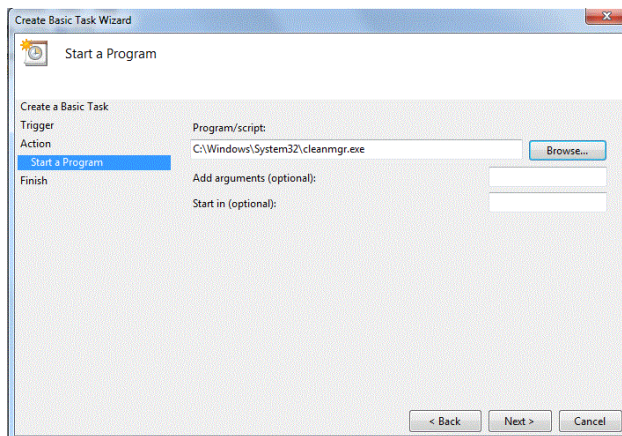 Create Basic Task Wizard
Start a Program
Create a Basic Task
Trigger
Action
Start a Program
Finish
Program/script:
C:\Windows\System32\cleanmgr.exe
Browse...
Add arguments (optional):
Start in (optional):
< Back
Next >
Cancel